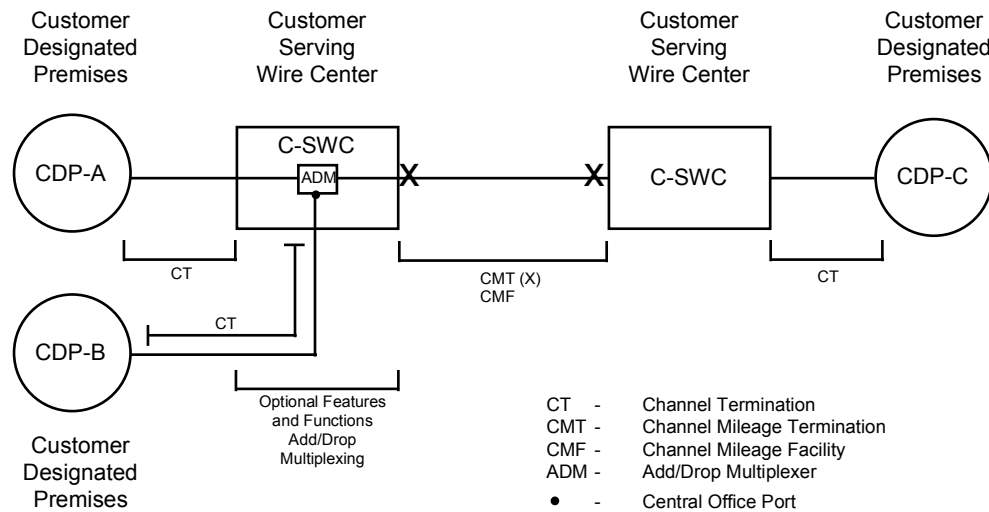 Customer
Designated
Premises
Customer
Serving
Wire Center
Customer
Serving
Wire Center
Customer
Designated
Premises
CDP-A
C-SWC
ADM
X
X
C-SWC
CDP-C
CT
CMT (X)
CMF
CT
CT
CDP-B
Optional Features
and Functions
Add/Drop
Multiplexing
Customer
Designated
Premises
CT - Channel Termination
CMT - Channel Mileage Termination
CMF - Channel Mileage Facility
ADM - Add/Drop Multiplexer
• - Central Office Port